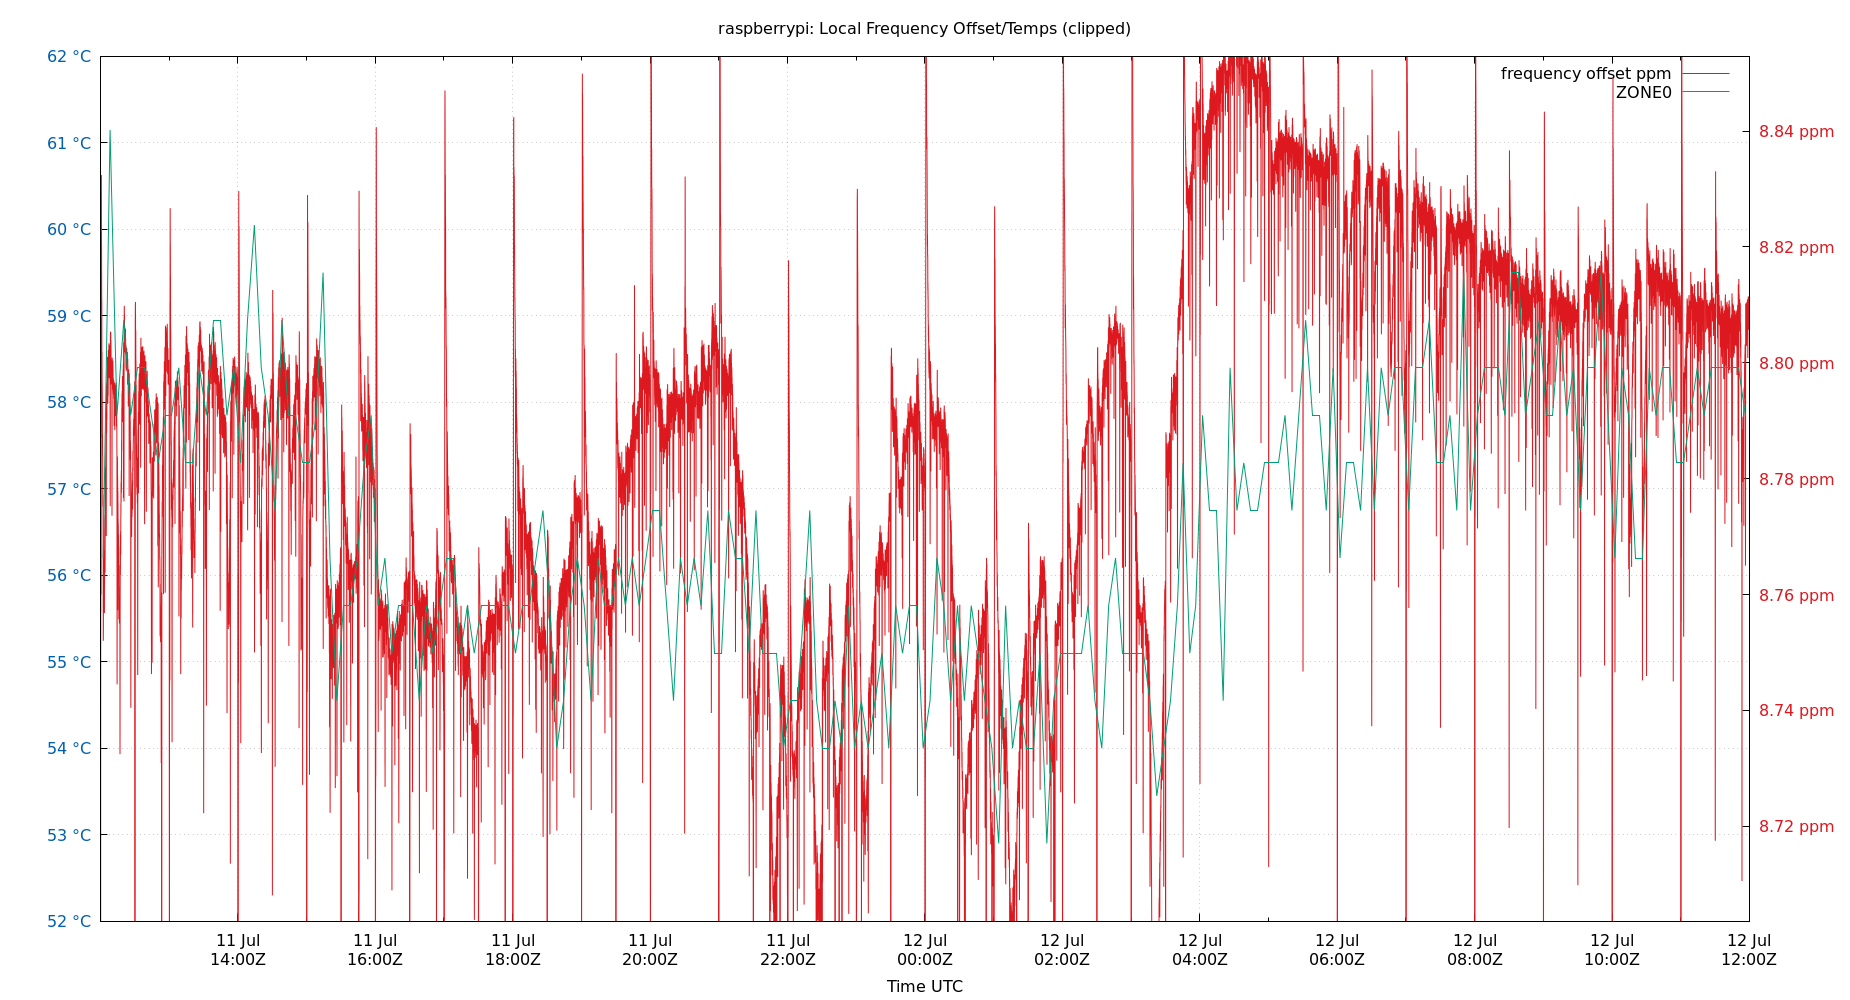 raspberrypi: Local Frequency Offset/Temps (clipped)
62 °C
61 °C
60 °C
59 °C
58 °C
57 °C
56 °C
55 °C
54 °C
53 °C
52 °C
frequency offset ppm
ZONE0
8.84 ppm
8.82 ppm
8.80 ppm
8.78 ppm
8.76 ppm
8.74 ppm
8.72 ppm
11 Jul
14:00Z
11 Jul
16:00Z
11 Jul
18:00Z
11 Jul
20:00Z
11 Jul
22:00Z
12 Jul
00:00Z
12 Jul
02:00Z
12 Jul
04:00Z
12 Jul
06:00Z
12 Jul
08:00Z
12 Jul
10:00Z
12 Jul
12:00Z
Time UTC